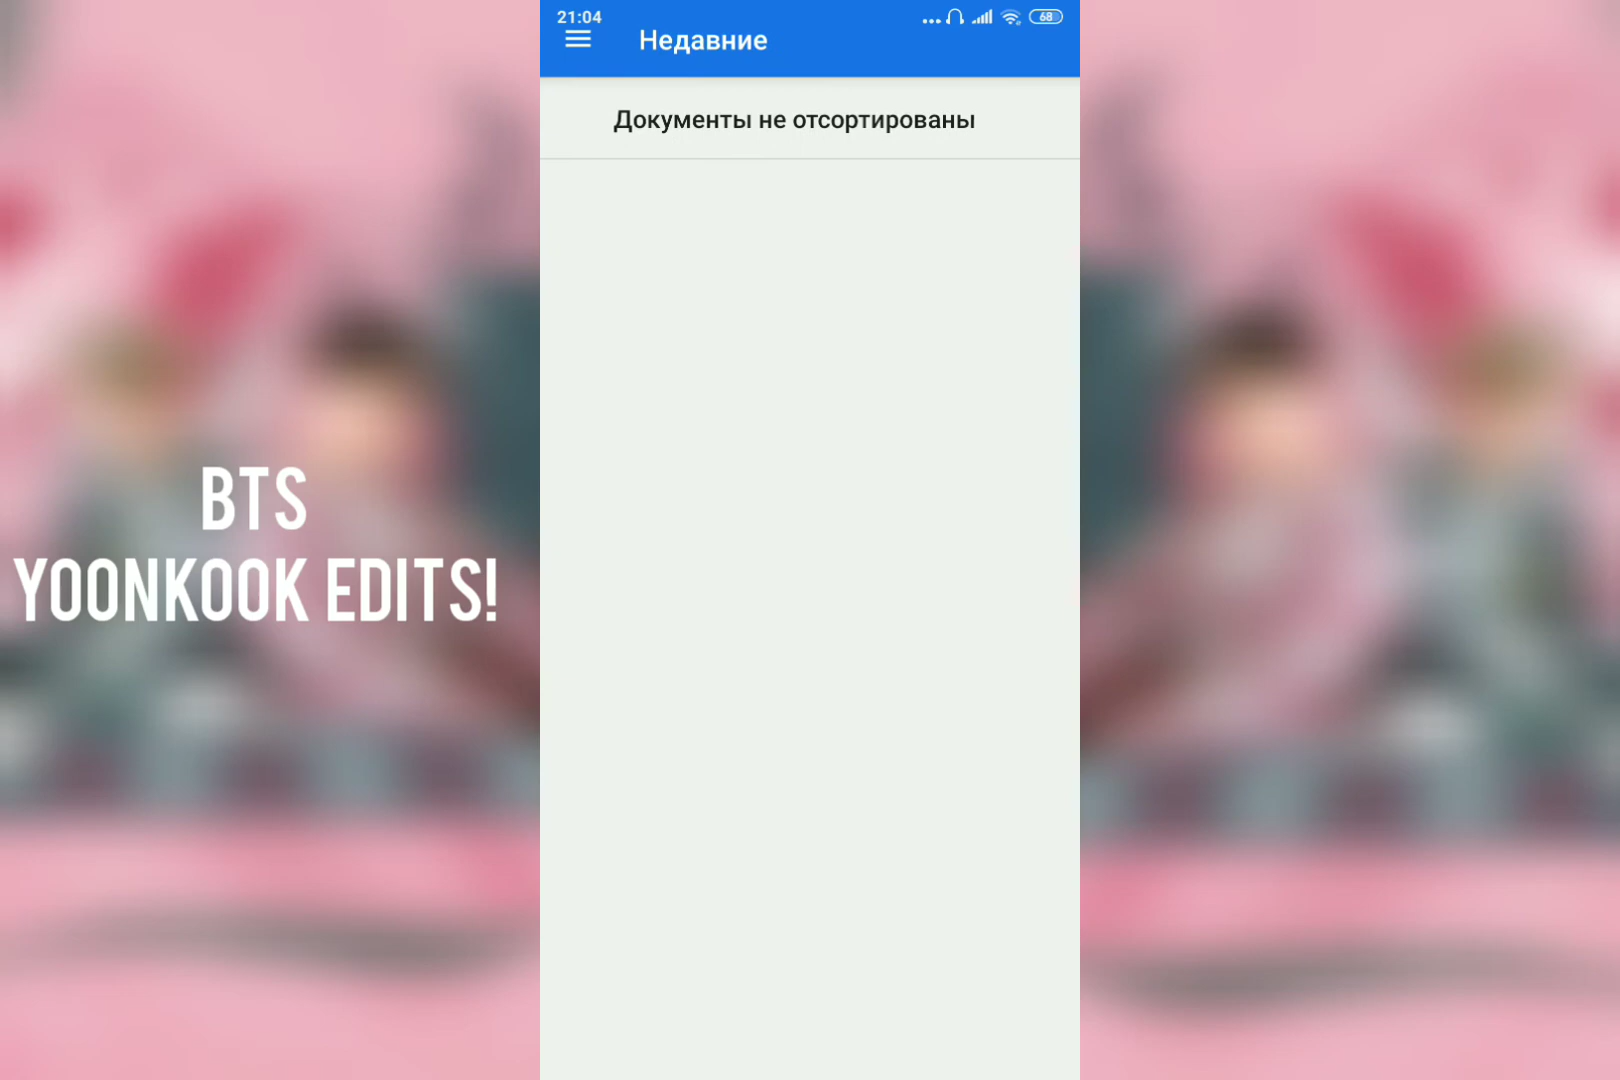 21:04
68
Недавние
Документы не отсортированы
BTS
YOONKOOK EDITS!